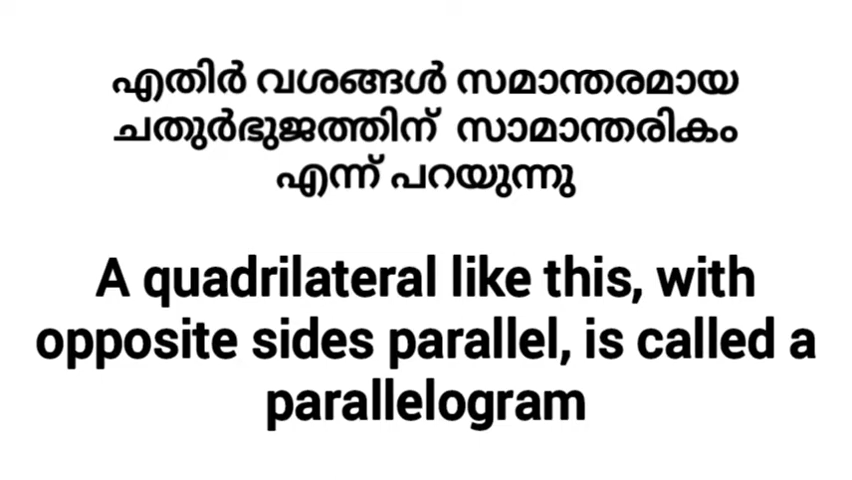 എതിർ വശങ്ങൾ സമാന്തരമായ
ചതുർഭുജത്തിന് സാമാന്തരികം
എന്ന് പറയുന്നു
A quadrilateral like this, with
opposite sides parallel, is called a
parallelogram